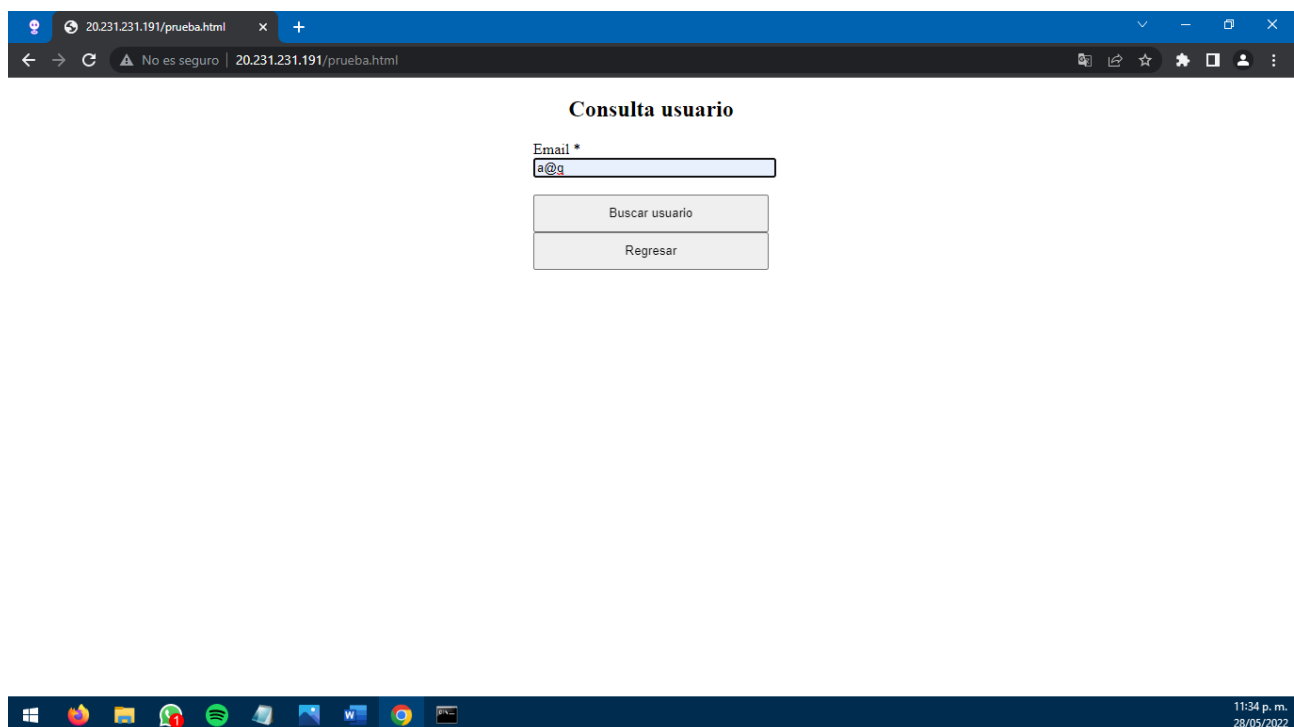 20.231.231.191/prueba.html
No es seguro | 20.231.231.191/prueba.html
Consulta usuario
Email *
a@g
Buscar usuario
Regresar
1
11:34 p. m.
28/05/2022